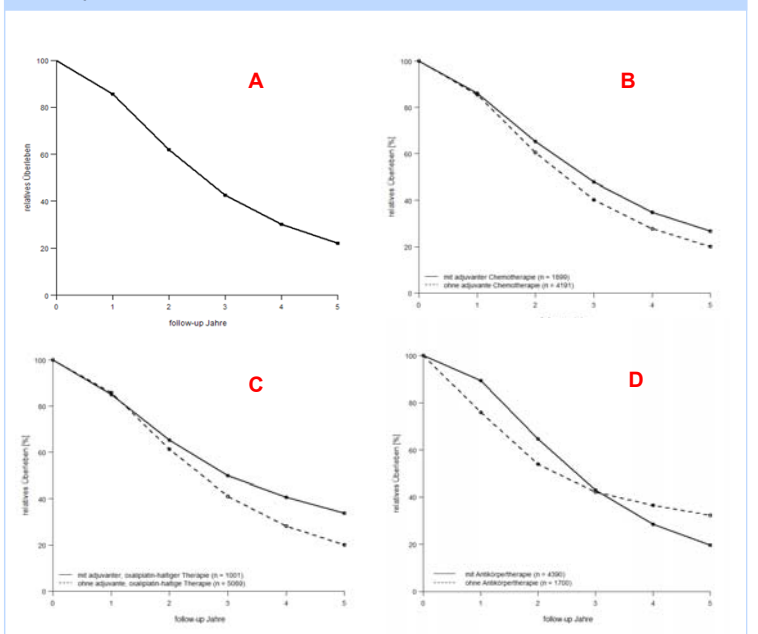 A
B
relatives Überleben
100
80
60
40
20
0
0 1 2 3 4 5
follow-up Jahre
relatives Überleben [%]
100
80
60
40
20
0
mit adjuvanter Chemotherapie (n = 1899)
ohne adjuvante Chemotherapie (n = 4191)
0 1 2 3 4 5
C
D
relatives Überleben [%]
100
80
60
40
20
0
mit adjuvanter, oxaliplatin-haltiger Therapie (n = 1001)
ohne adjuvante, oxaliplatin-haltige Therapie (n = 5089)
0 1 2 3 4 5
follow-up Jahre
relatives Überleben [%]
100
80
60
40
20
0
mit Antikörpertherapie (n = 4390)
ohne Antikörpertherapie (n = 1700)
0 1 2 3 4 5
follow-up Jahre